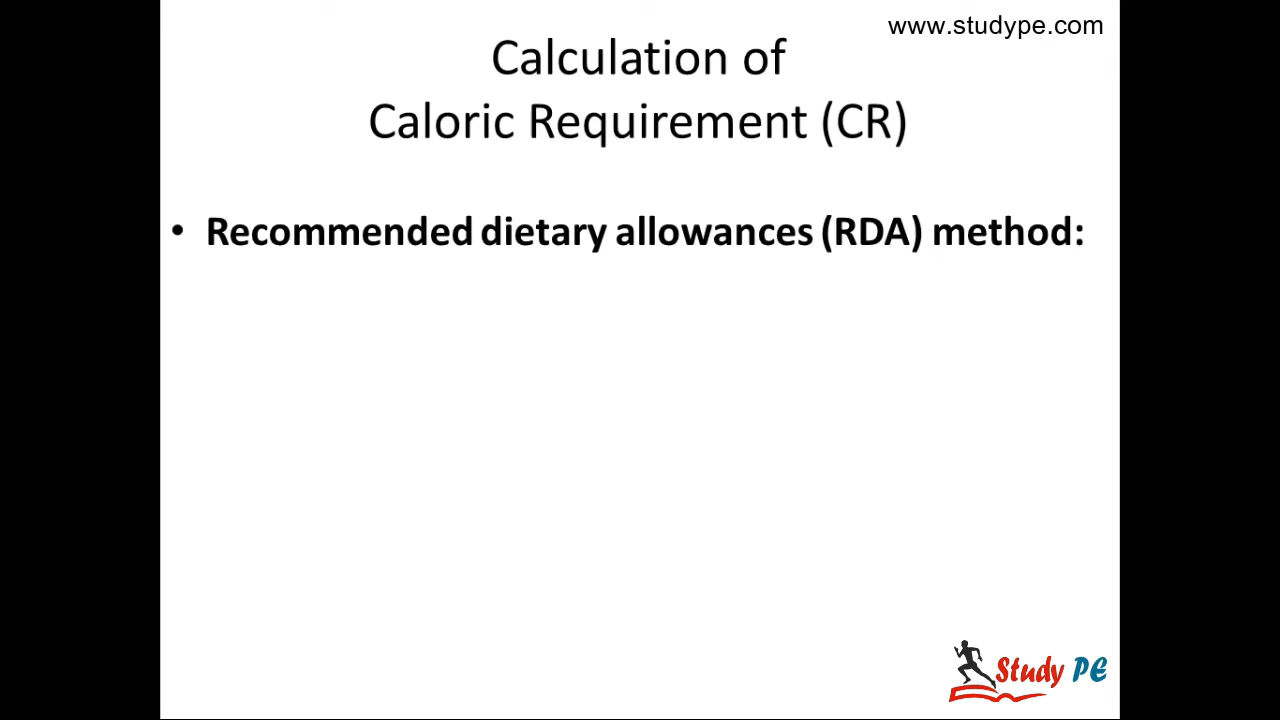 www.studype.com
Calculation of
Caloric Requirement (CR)
• Recommended dietary allowances (RDA) method:
Study PE